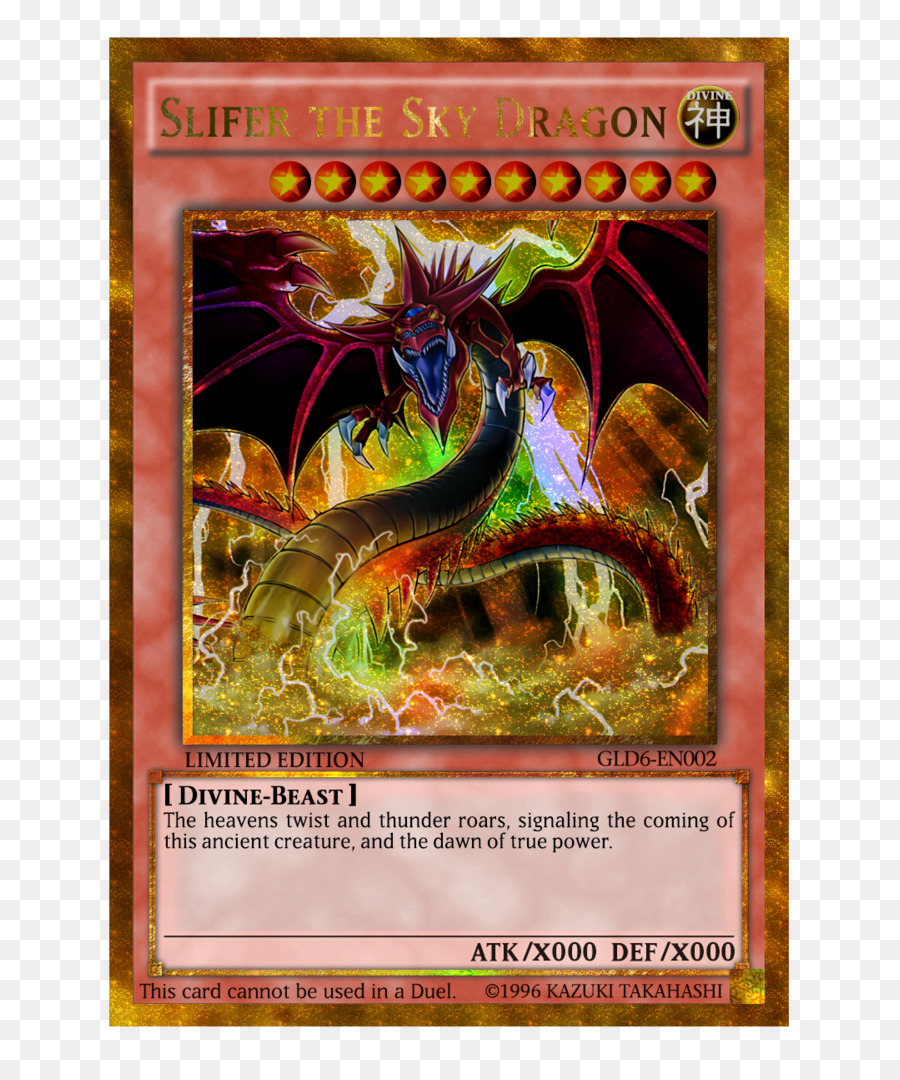 SLIFER THE SKY DRAGON
DIVINE
神
LIMITED EDITION
GLD6-EN002
[ DIVINE-BEAST ]
The heavens twist and thunder roars, signaling the coming of
this ancient creature, and the dawn of true power.
ATK/X000 DEF/X000
This card cannot be used in a Duel.
©1996 KAZUKI TAKAHASHI